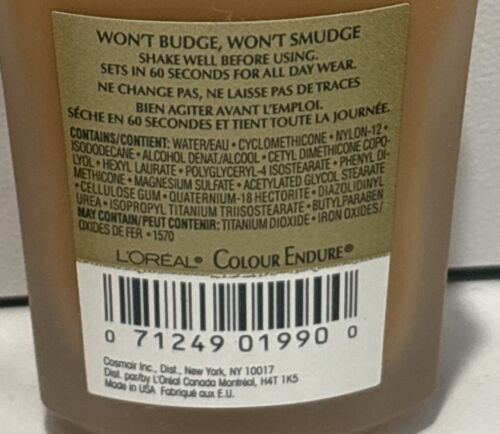 WON'T BUDGE, WON'T SMUDGE
SHAKE WELL BEFORE USING.
SETS IN 60 SECONDS FOR ALL DAY WEAR.
NE CHANGE PAS, NE LAISSE PAS DE TRACES
BIEN AGITER AVANT L'EMPLOI.
SÉCHE EN 60 SECONDES ET TIENT TOUTE LA JOURNÉE.
CONTAINS/CONTIENT: WATER/EAU • CYCLOMETHICONE • NYLON-12 •
ISODODECANE • ALCOHOL DENAT/ALCOOL • CETYL DIMETHICONE COPO-
LYOL • HEXYL LAURATE • POLYGLYCERYL-4 ISOSTEARATE • PHENYL DI-
METHICONE • MAGNESIUM SULFATE • ACETYLATED GLYCOL STEARATE
• CELLULOSE GUM • QUATERNIUM-18 HECTORITE • DIAZOLIDINYL
UREA • ISOPROPYL TITANIUM TRIISOSTEARATE • BUTYLPARABEN
MAY CONTAIN/PEUT CONTENIR: TITANIUM DIOXIDE • IRON OXIDES/
OXIDES DE FER • 1570
L'ORÉAL® COLOUR ENDURE®
0 71249 01990 0
Cosmair Inc., Dist., New York, NY 10017
Dist. par/by L'Oréal Canada Montréal, H4T 1K5
Made in USA Fabriqué aux E.U.